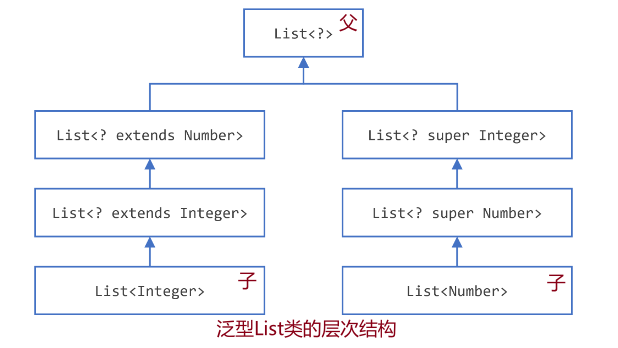 List<?> 父
List<? extends Number>
List<? super Integer>
List<? extends Integer>
List<? super Number>
List<Integer> 子
List<Number> 子
泛型List类的层次结构